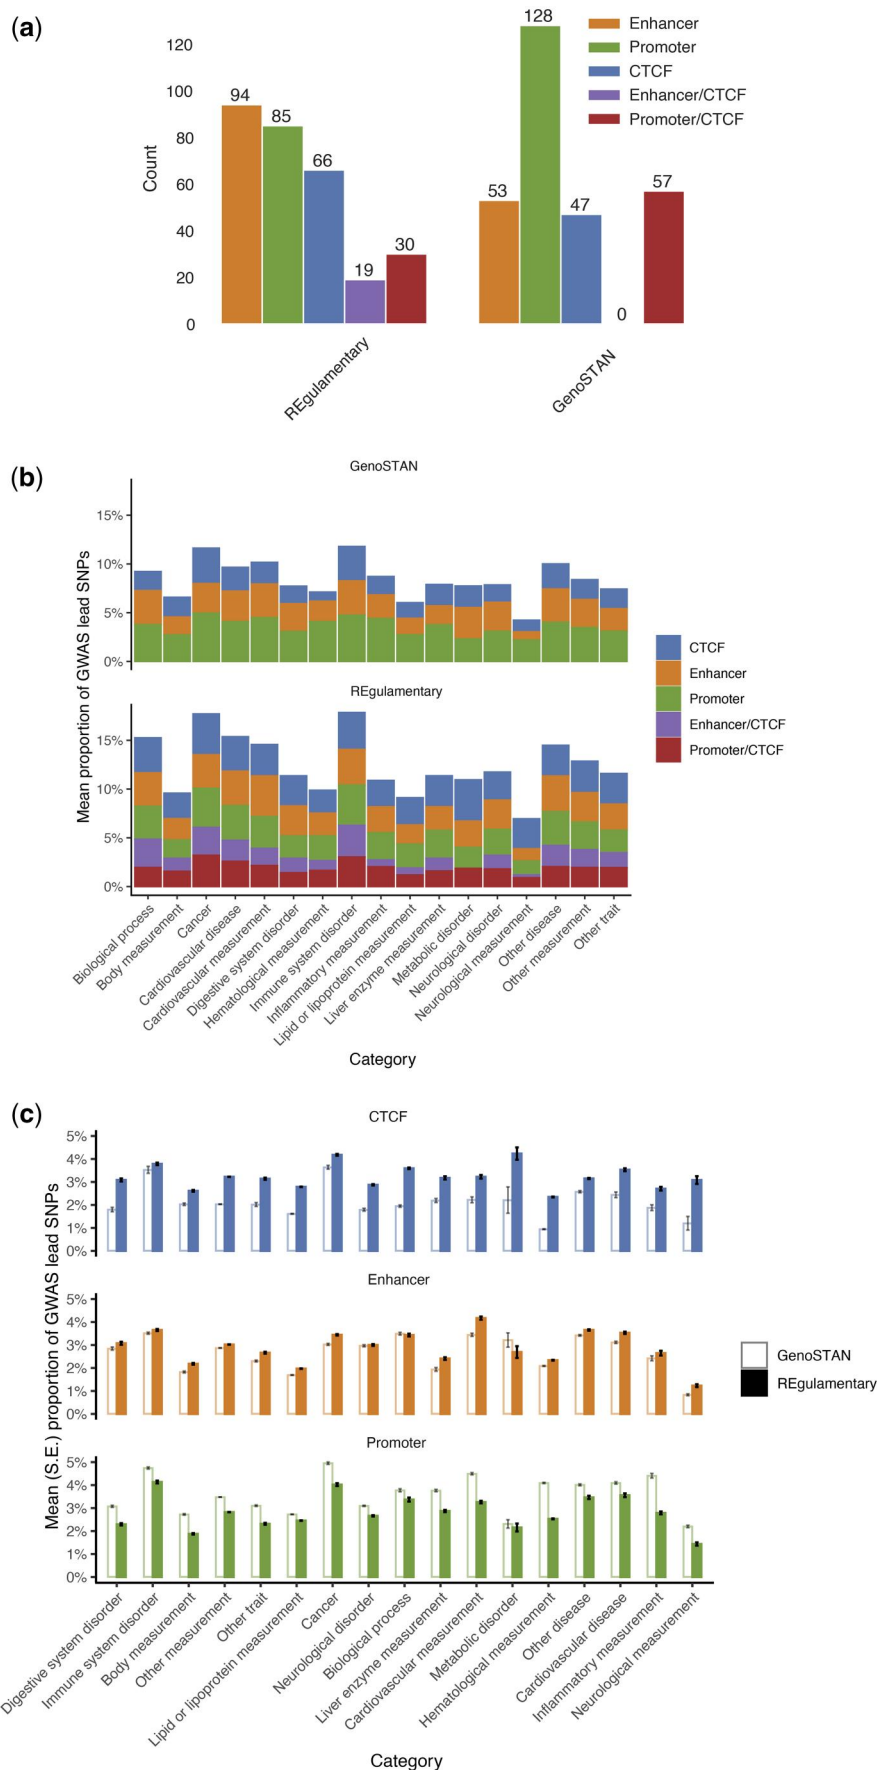 (a)
Count
120
100
80
60
40
20
0
94
85
66
19
30
53
128
47
0
57
REgulamentary
GenoSTAN
Enhancer
Promoter
CTCF
Enhancer/CTCF
Promoter/CTCF
(b)
Mean proportion of GWAS lead SNPs
GenoSTAN
15%
10%
5%
0%
REgulamentary
15%
10%
5%
0%
CTCF
Enhancer
Promoter
Enhancer/CTCF
Promoter/CTCF
Biological process
Body measurement
Cancer
Cardiovascular disease
Cardiovascular measurement
Digestive system disorder
Hematological measurement
Immune system disorder
Inflammatory measurement
Lipid or lipoprotein measurement
Liver enzyme measurement
Metabolic disorder
Neurological disorder
Neurological measurement
Other disease
Other measurement
Other trait
Category
(c)
Mean (S.E.) proportion of GWAS lead SNPs
CTCF
5%
4%
3%
2%
1%
0%
Enhancer
5%
4%
3%
2%
1%
0%
Promoter
5%
4%
3%
2%
1%
0%
GenoSTAN
REgulamentary
Digestive system disorder
Immune system disorder
Body measurement
Other measurement
Other trait
Lipid or lipoprotein measurement
Cancer
Neurological disorder
Biological process
Liver enzyme measurement
Cardiovascular measurement
Metabolic disorder
Hematological measurement
Other disease
Cardiovascular disease
Inflammatory measurement
Neurological measurement
Category